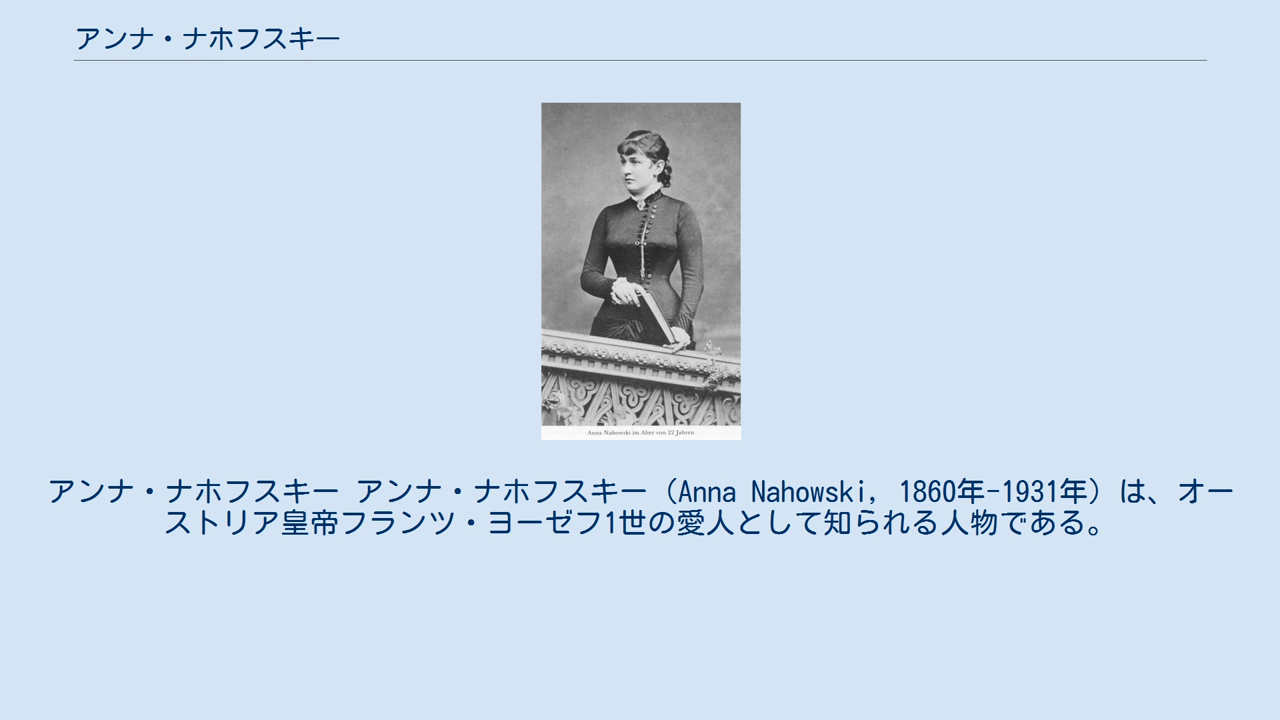 アンナ・ナホフスキー
Anna Nahowski im Alter von 22 Jahren
アンナ・ナホフスキー アンナ・ナホフスキー（Anna Nahowski, 1860年-1931年）は、オー
ストリア皇帝フランツ・ヨーゼフ1世の愛人として知られる人物である。